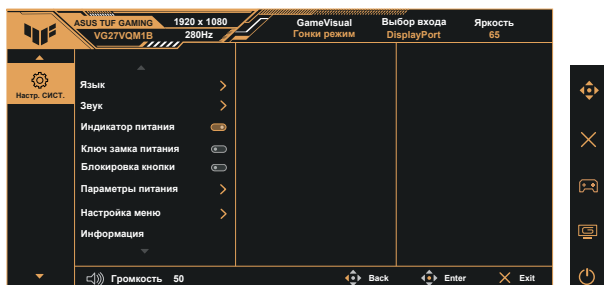 ASUS TUF GAMING
VG27VQM1B
1920 x 1080
280Hz
GameVisual
Гонки режим
Выбор входа
DisplayPort
Яркость
65
Настр. СИСТ.
Язык
Звук
Индикатор питания
Ключ замка питания
Блокировка кнопки
Параметры питания
Настройка меню
Информация
Громкость 50
Back
Enter
Exit